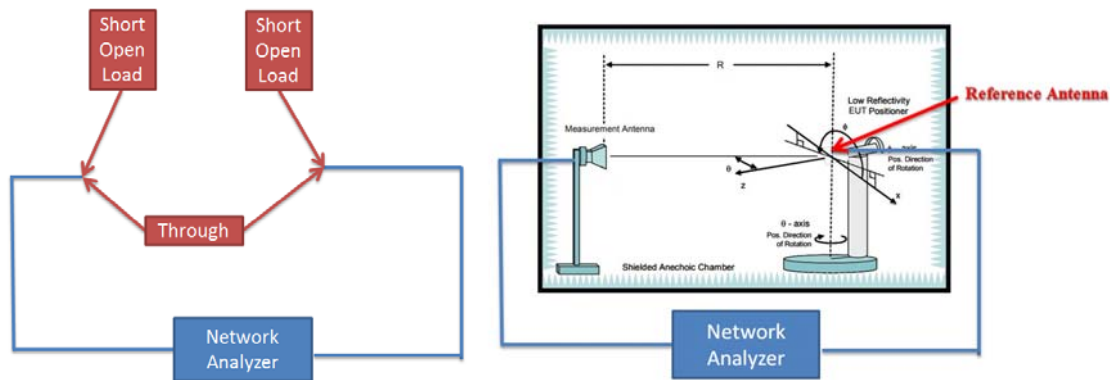 Short
Open
Load
Short
Open
Load
Through
Network
Analyzer
R
Reference Antenna
Low Reflectivity
EUT Positioner
Measurement Antenna
ϕ
axis
Pos. Direction
of Rotation
θ
z
x
θ - axis
Pos. Direction
of Rotation
Shielded Anechoic Chamber
Network
Analyzer